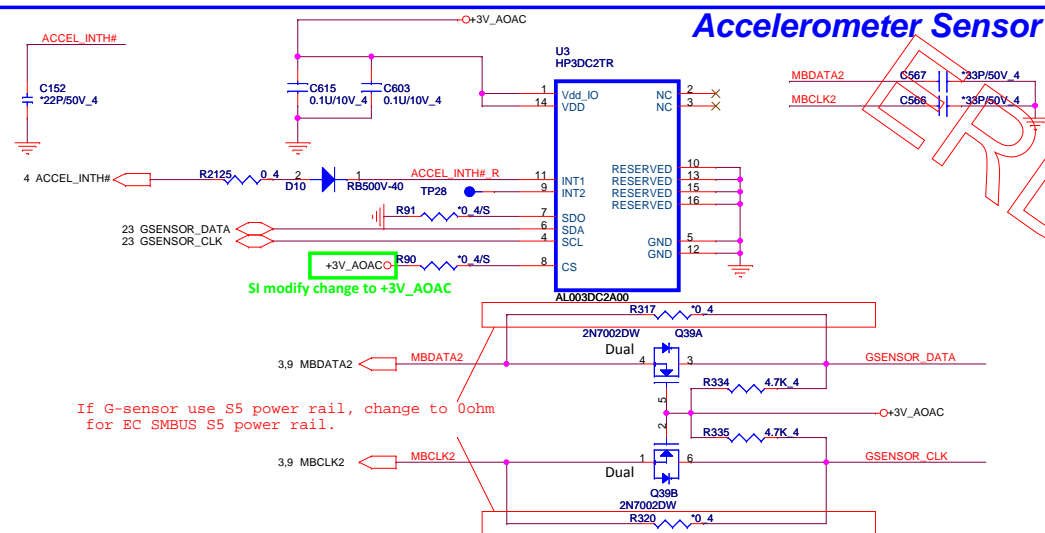 Accelerometer Sensor
+3V_AOAC
ACCEL_INTH#
C152
*22P/50V_4
C615
0.1U/10V_4
C603
0.1U/10V_4
U3
HP3DC2TR
1 Vdd_IO
14 VDD
NC 2
NC 3
MBDATA2
C567 *33P/50V_4
MBCLK2
C566 *33P/50V_4
4 ACCEL_INTH#
R2125 0_4
2 1
D10 RB500V-40
ACCEL_INTH#_R
TP28
11 INT1
9 INT2
RESERVED 10
RESERVED 13
RESERVED 15
RESERVED 16
R91 *0_4/S
7 SDO
23 GSENSOR_DATA
6 SDA
23 GSENSOR_CLK
4 SCL
GND 5
GND 12
+3V_AOAC
R90 *0_4/S
8 CS
SI modify change to +3V_AOAC
AL003DC2A00
R317 *0_4
2N7002DW Q39A
Dual
3,9 MBDATA2
MBDATA2
4 3
GSENSOR_DATA
R334 4.7K_4
5
+3V_AOAC
If G-sensor use S5 power rail, change to 0ohm
for EC SMBUS S5 power rail.
2
R335 4.7K_4
3,9 MBCLK2
MBCLK2
1 6
GSENSOR_CLK
Dual
Q39B
2N7002DW
R320 *0_4